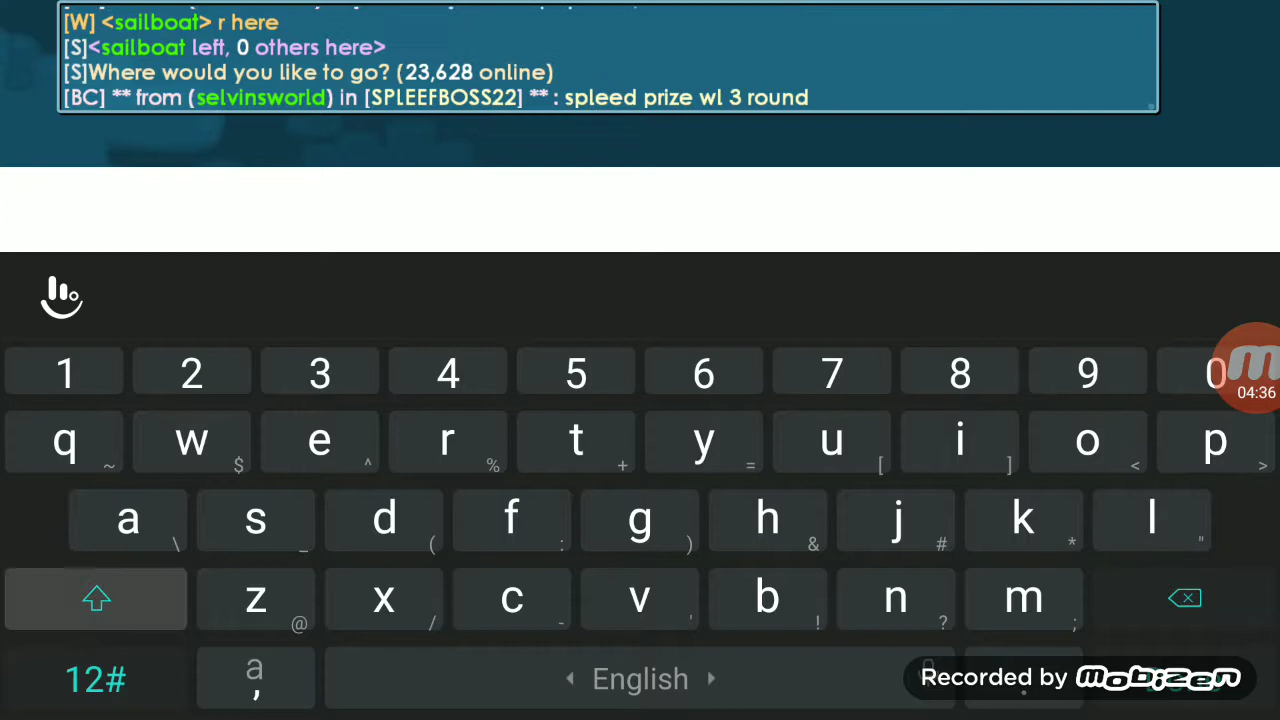 [W] <sailboat> r here
[S]<sailboat left, 0 others here>
[S]Where would you like to go? (23,628 online)
[BC] ** from (selvinsworld) in [SPLEEFBOSS22] ** : spleed prize wl 3 round
1 2 3 4 5 6 7 8 9 0
04:36
q ~ w $ e ^ r % t + y = u [ i ] o < p >
a \ s _ d ( f : g ) h & j # k * l "
z @ x / c - v ' b ! n ? m ;
12# a , English .
Recorded by mobizen